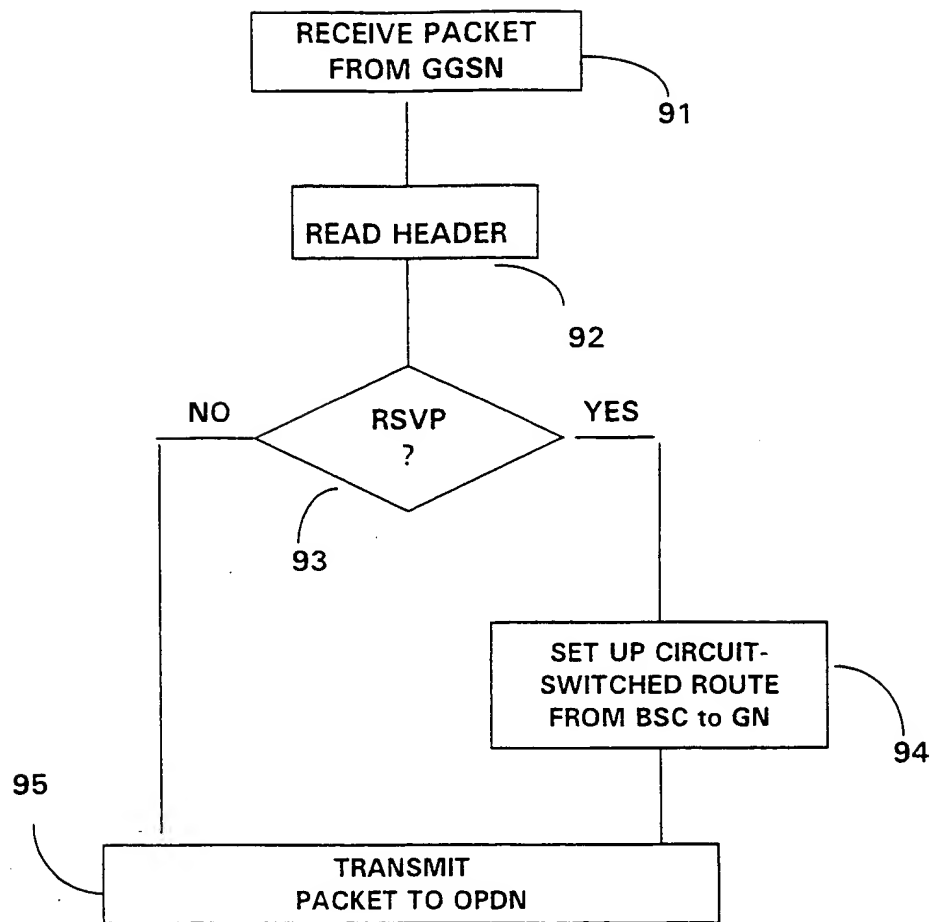 RECEIVE PACKET
FROM GGSN
91
READ HEADER
92
NO
RSVP
?
YES
93
SET UP CIRCUIT-
SWITCHED ROUTE
FROM BSC to GN
94
95
TRANSMIT
PACKET TO OPDN